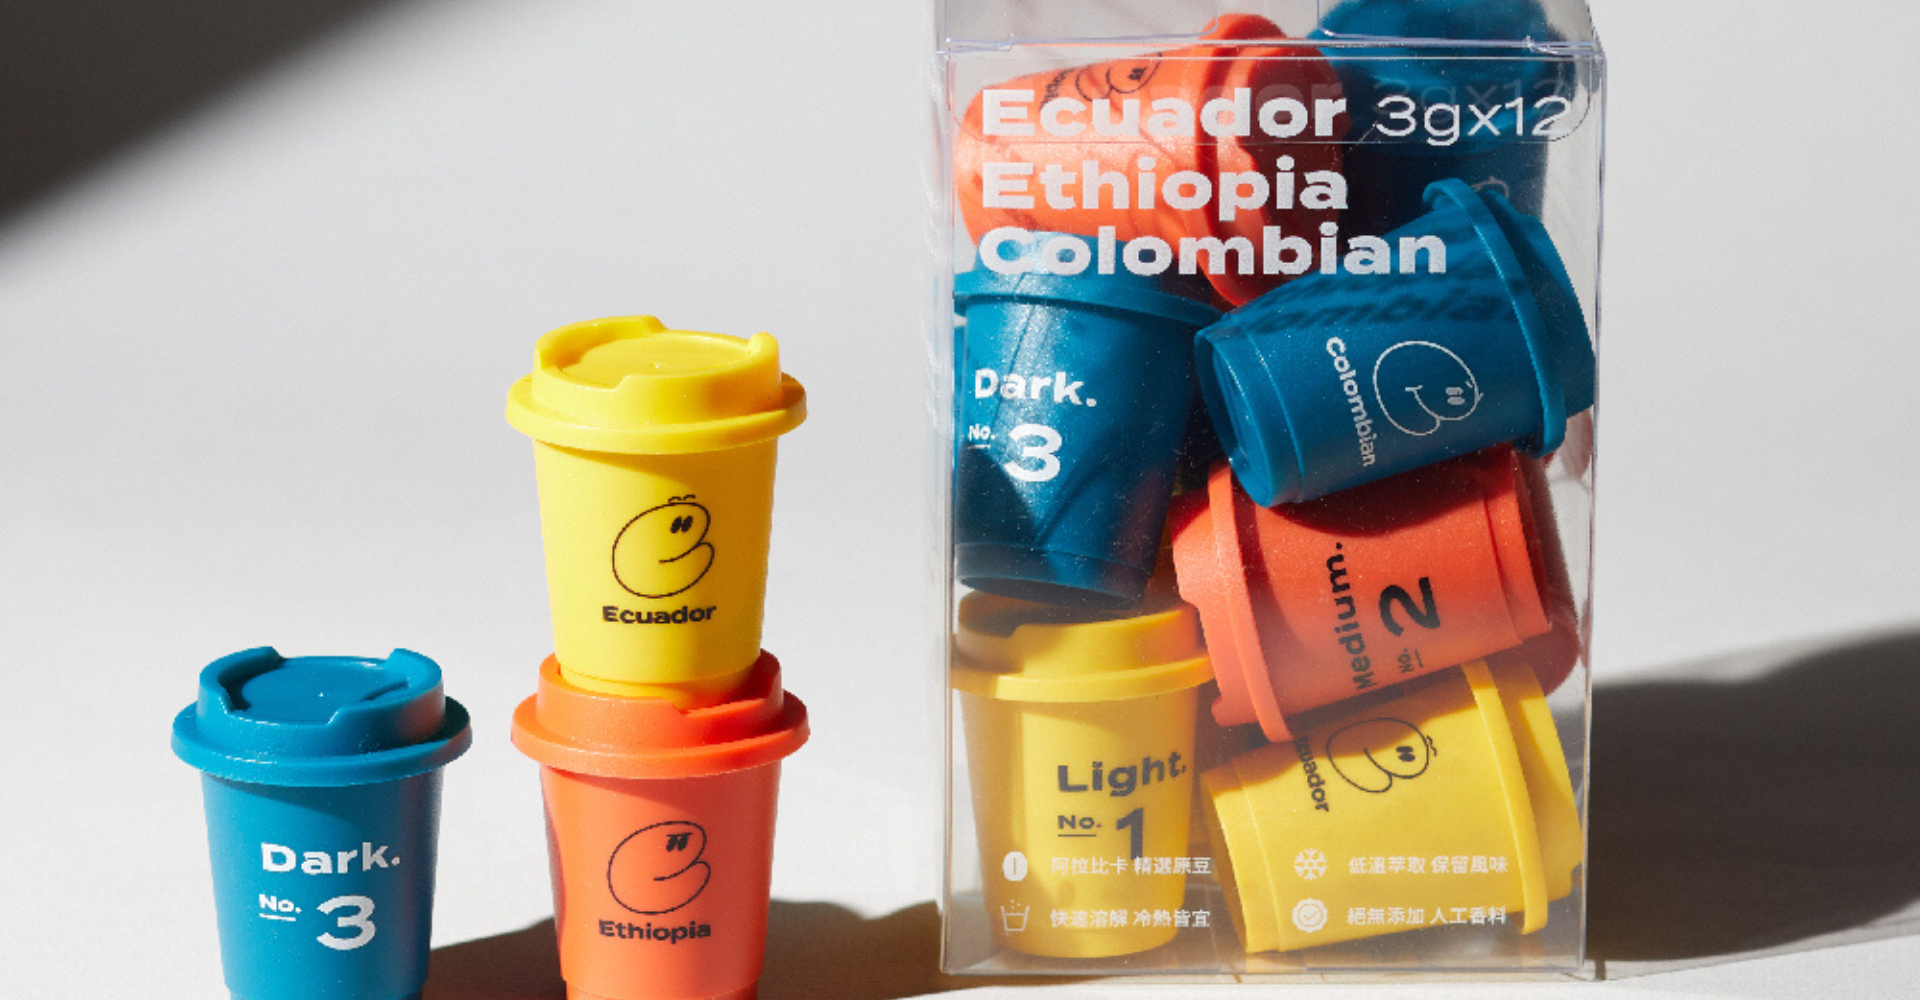 Ecuador 3gx12
Ethiopia
Colombian
Dark.
No. 3
Colombian
Medium.
No. 2
Light.
No. 1
Ecuador
阿拉比卡 精選原豆
低溫萃取 保留風味
快速溶解 冷熱皆宜
絕無添加 人工香料
Ecuador
Ethiopia
Dark.
No. 3